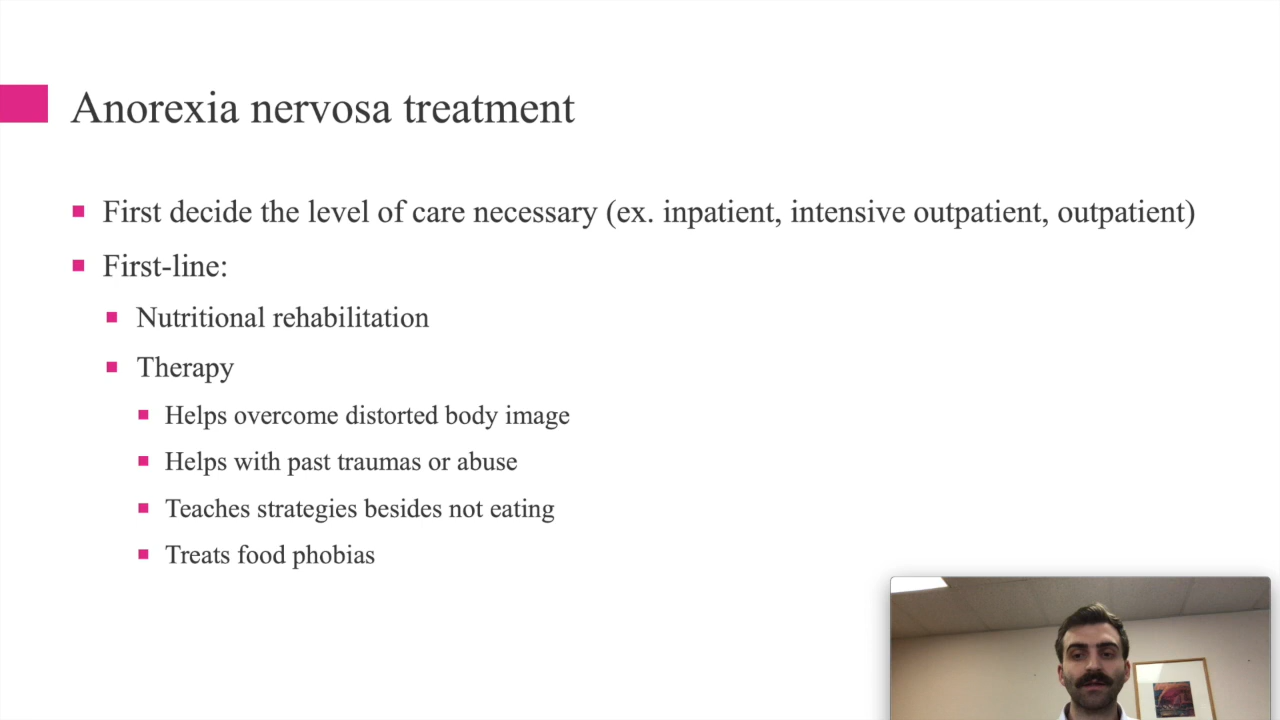 Anorexia nervosa treatment
First decide the level of care necessary (ex. inpatient, intensive outpatient, outpatient)
First-line:
Nutritional rehabilitation
Therapy
Helps overcome distorted body image
Helps with past traumas or abuse
Teaches strategies besides not eating
Treats food phobias